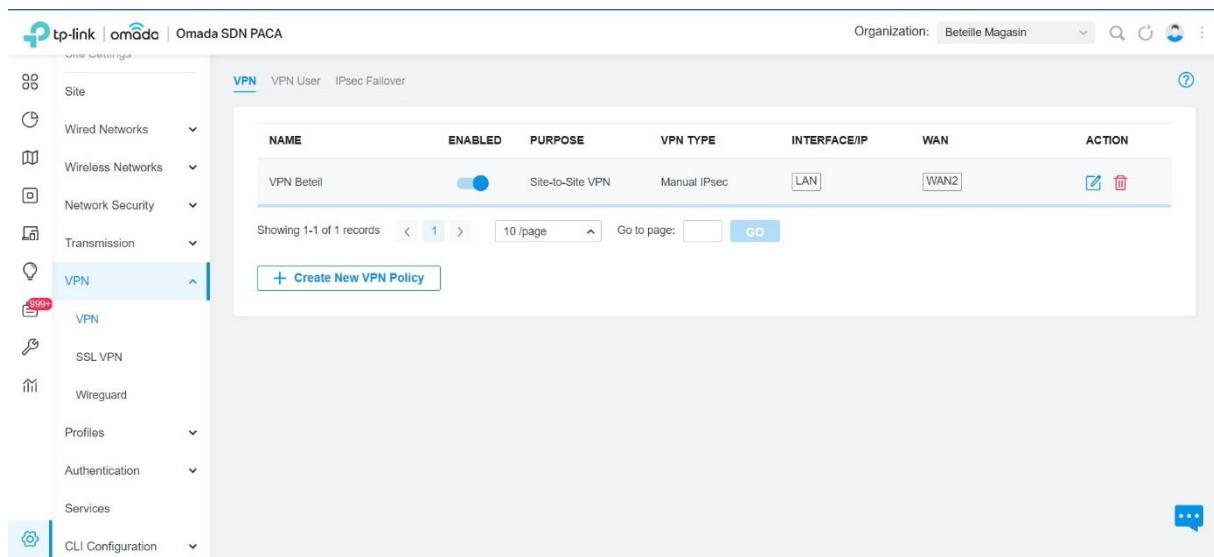 tp-link | omada | Omada SDN PACA
Organization: Beteille Magasin
Site Settings
Site
Wired Networks
Wireless Networks
Network Security
Transmission
VPN
VPN
SSL VPN
Wireguard
Profiles
Authentication
Services
CLI Configuration
999+
VPN VPN User IPsec Failover
NAME ENABLED PURPOSE VPN TYPE INTERFACE/IP WAN ACTION
VPN Beteil Site-to-Site VPN Manual IPsec LAN WAN2
Showing 1-1 of 1 records < 1 > 10 /page Go to page: GO
+ Create New VPN Policy